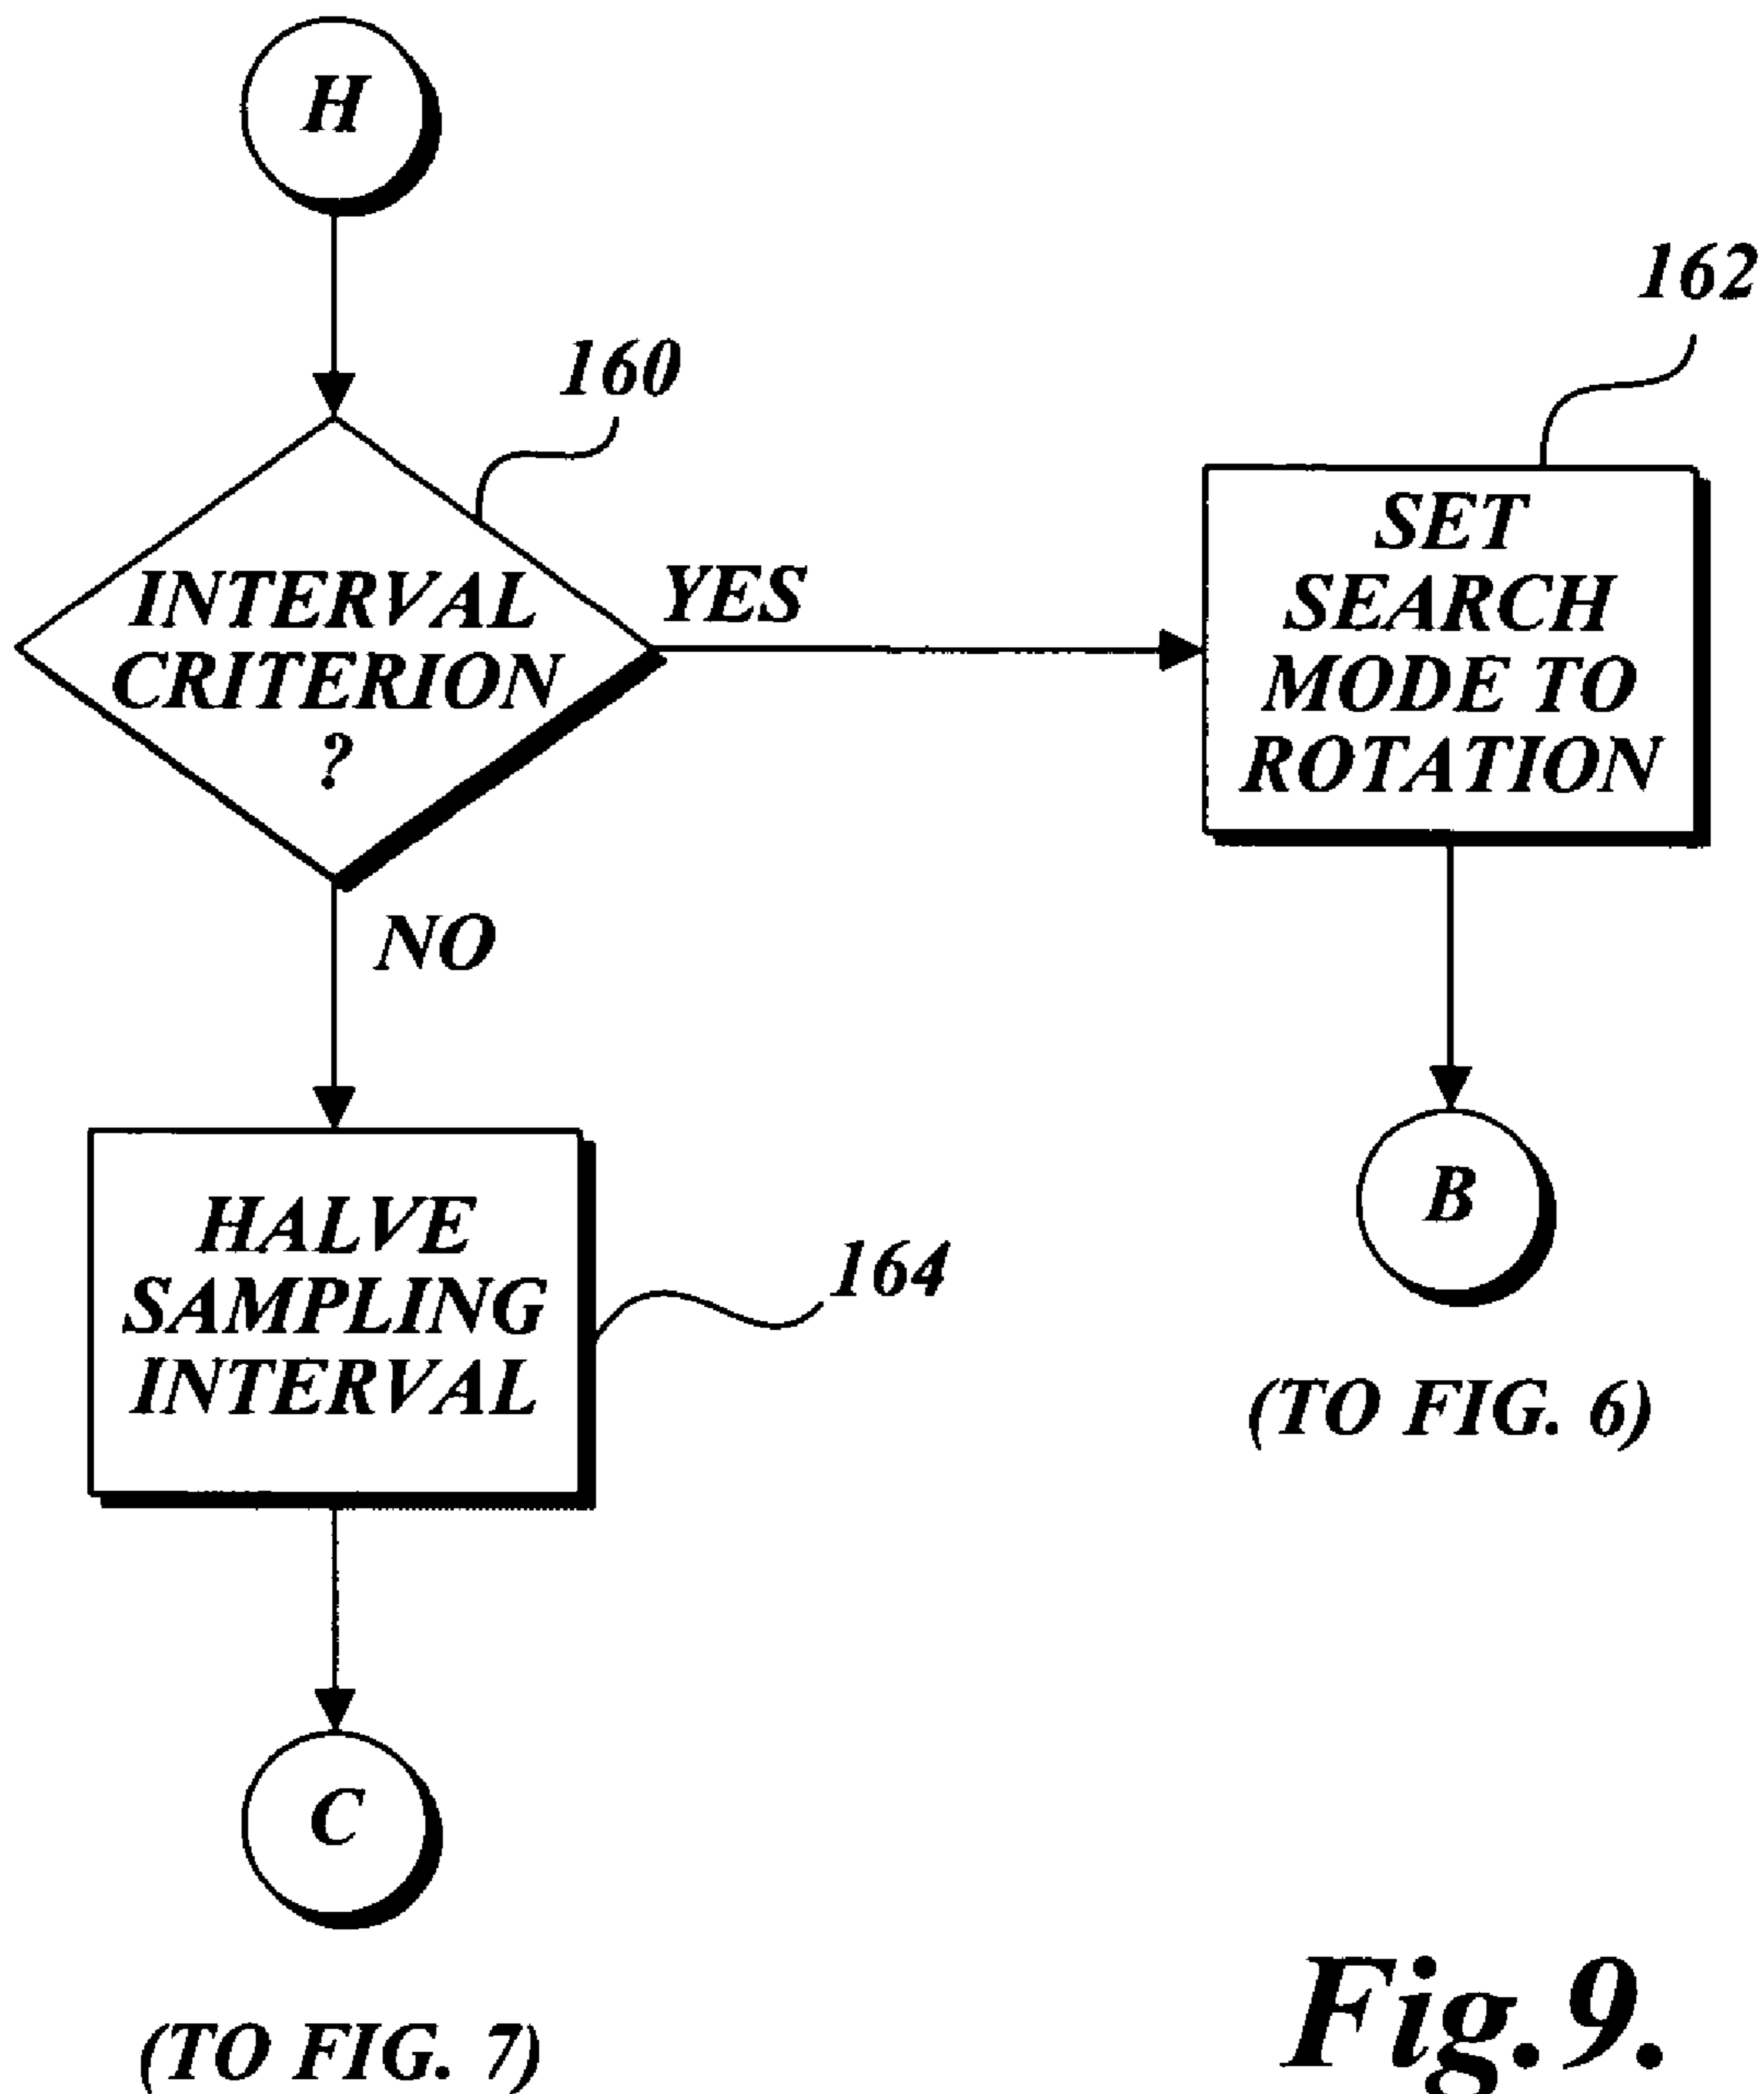 H
160
162
INTERVAL
CRITERION
?
YES
SET
SEARCH
MODE TO
ROTATION
NO
HALVE
SAMPLING
INTERVAL
164
B
(TO FIG. 6)
C
(TO FIG. 7)
Fig.9.